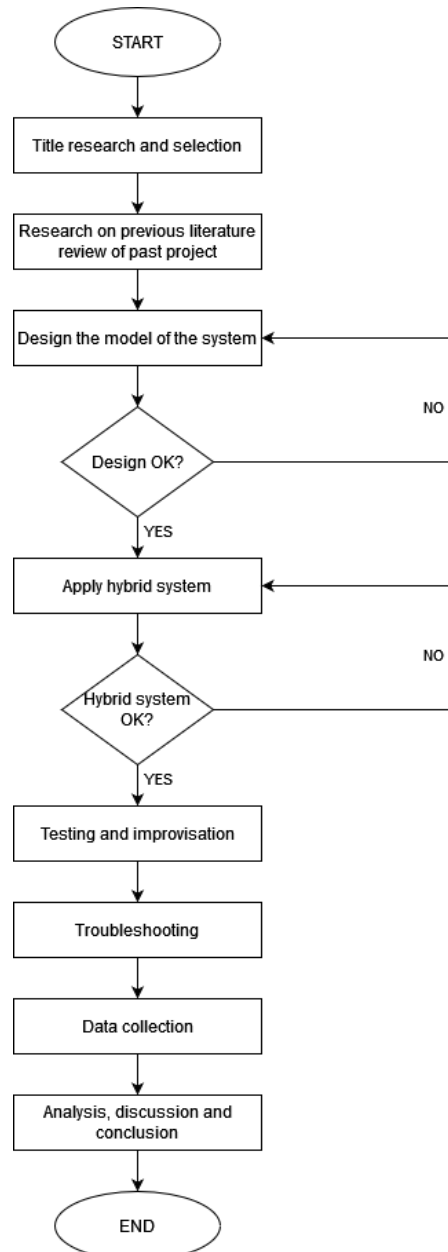 START
Title research and selection
Research on previous literature
review of past project
Design the model of the system
NO
Design OK?
YES
Apply hybrid system
NO
Hybrid system
OK?
YES
Testing and improvisation
Troubleshooting
Data collection
Analysis, discussion and
conclusion
END